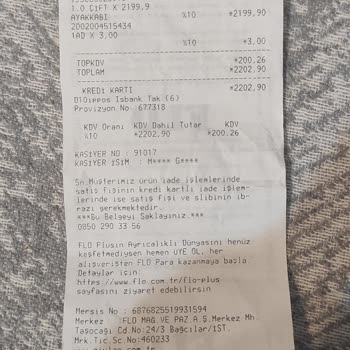 1.0 ÇİFT X 2199,9
AYAKKABI %10 *2199,90
2002004515434
1AD X 3,00
%10 *3,00
TOPKDV *200,26
TOPLAM *2202,90
KREDİ KARTI *2202,90
D1Dippos Isbank Tak (6)
Provizyon No : 677318
KDV Oranı KDV Dahil Tutar KDV
%10 *2202,90 *200,26
KASİYER NO : 91017
KASİYER İSİM : M**** G****
Sn.Müşterimiz ürün iade işlemlerinde
satış fişinin kredi kartlı iade işlem-
lerinde ise satış fişi ve slibinin ib-
razı gerekmektedir.
***Bu Belgeyi Saklayınız.***
0850 290 33 56
FLO Plusın Ayrıcalıklı Dünyasını henüz
keşfetmediysen hemen ÜYE OL, her
alışverişten FLO Para kazanmaya başla
Detaylar için:
https://www.flo.com.tr/flo-plus
sayfasını ziyaret edebilirsin
Mersis No : 6876825519931594
Merkez :FLO MAĞ.VE PAZ.A.Ş.Merkez Mh.
Taşocağı Cd.No:24/3 Bağcılar/İST.
Mrk.Tic.Sc.No:460233